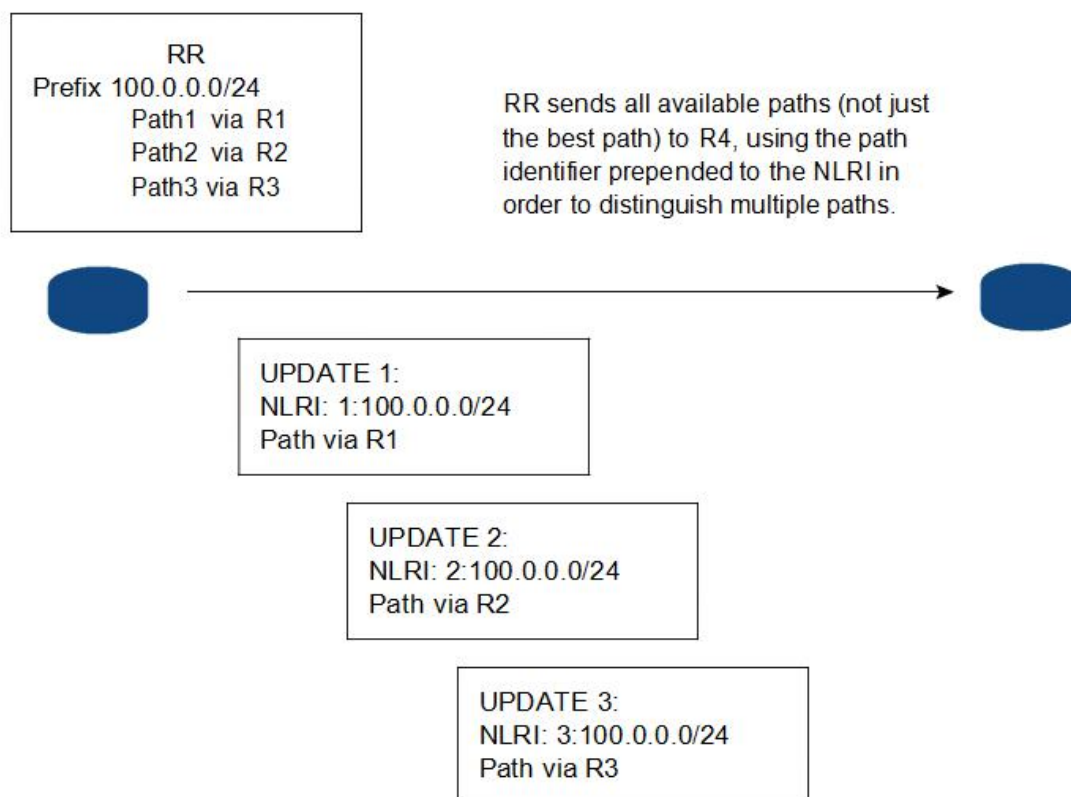 RR
Prefix 100.0.0.0/24
Path1 via R1
Path2 via R2
Path3 via R3
RR sends all available paths (not just
the best path) to R4, using the path
identifier prepended to the NLRI in
order to distinguish multiple paths.
UPDATE 1:
NLRI: 1:100.0.0.0/24
Path via R1
UPDATE 2:
NLRI: 2:100.0.0.0/24
Path via R2
UPDATE 3:
NLRI: 3:100.0.0.0/24
Path via R3